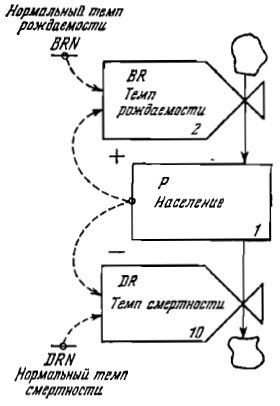 Нормальный темп
рождаемости
BRN
BR
Темп
рождаемости
2
+
P
Население
1
−
DR
Темп смертности
10
DRN
Нормальный темп
смертности